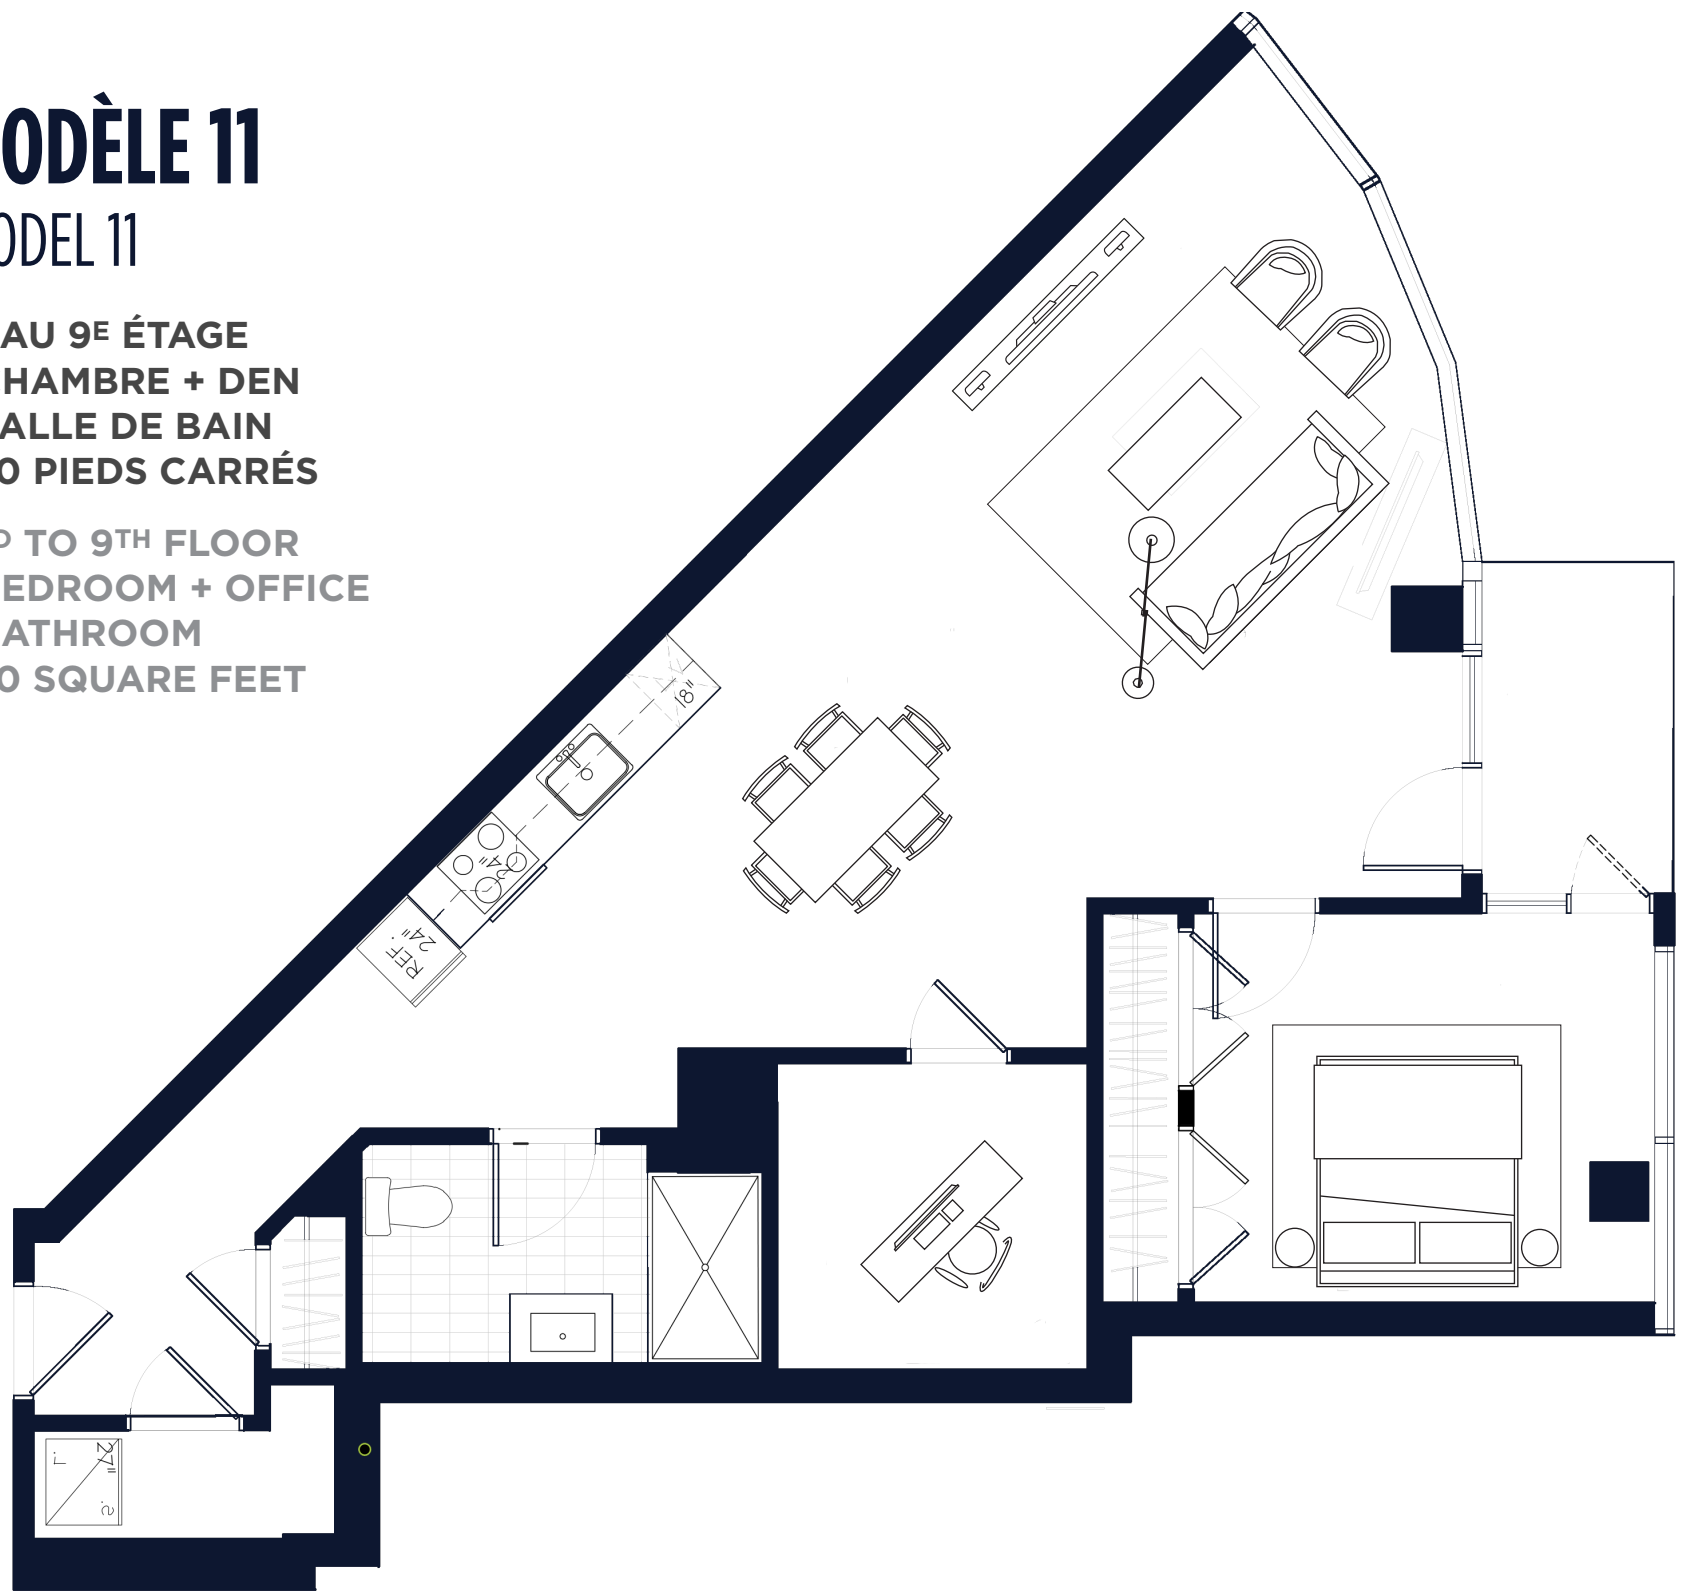 ODÈLE 11
ODEL 11
AU 9E ÉTAGE
HAMBRE + DEN
ALLE DE BAIN
0 PIEDS CARRÉS
P TO 9TH FLOOR
EDROOM + OFFICE
ATHROOM
0 SQUARE FEET
18"
24"
REF.
24"
L.
27"
S.